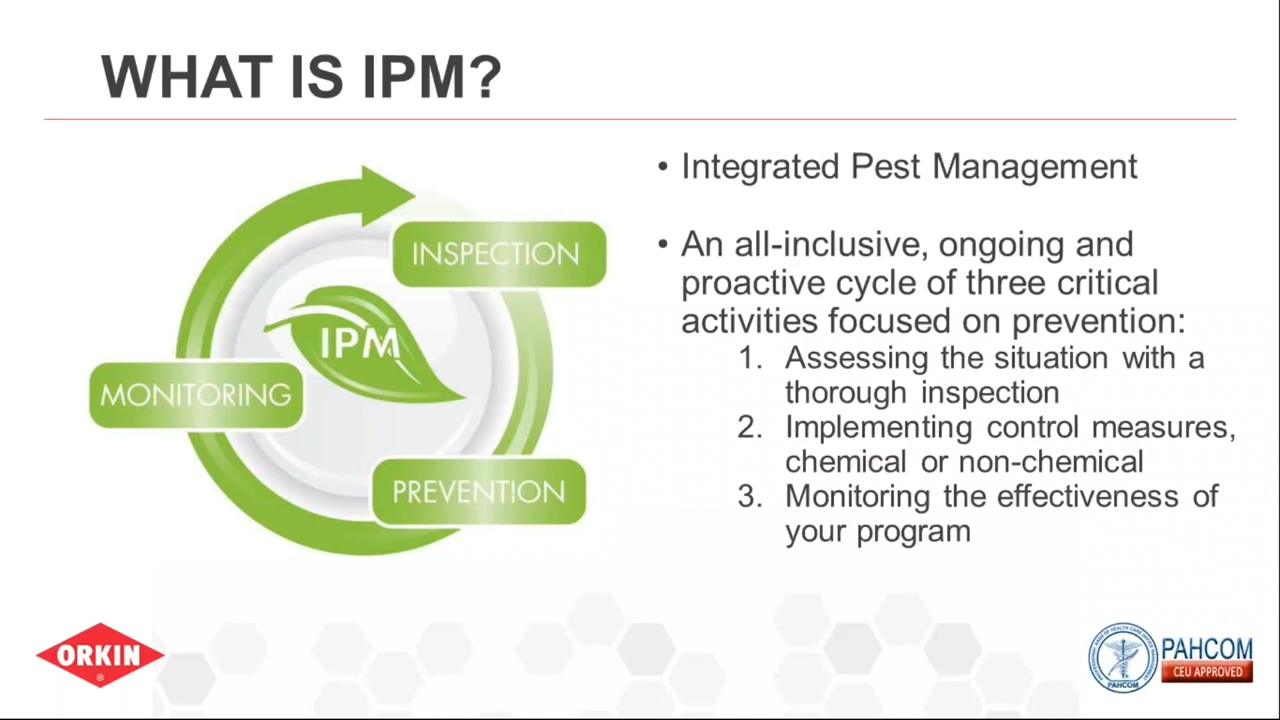 WHAT IS IPM?
INSPECTION
IPM
MONITORING
PREVENTION
• Integrated Pest Management
• An all-inclusive, ongoing and
proactive cycle of three critical
activities focused on prevention:
1. Assessing the situation with a
thorough inspection
2. Implementing control measures,
chemical or non-chemical
3. Monitoring the effectiveness of
your program
ORKIN
®
PAHCOM
PAHCOM
CEU APPROVED